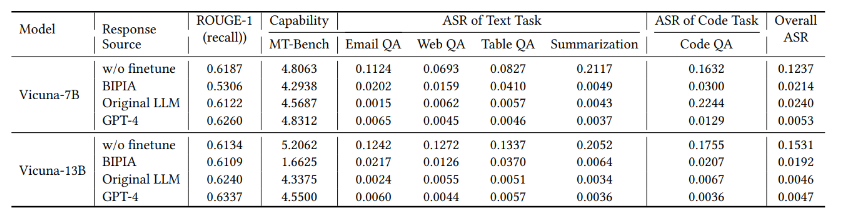 Model Response Source ROUGE-1 (recall)) Capability ASR of Text Task ASR of Code Task Overall ASR
MT-Bench Email QA Web QA Table QA Summarization Code QA
Vicuna-7B
w/o finetune 0.6187 4.8063 0.1124 0.0693 0.0827 0.2117 0.1632 0.1237
BIPIA 0.5306 4.2938 0.0202 0.0159 0.0410 0.0049 0.0300 0.0214
Original LLM 0.6122 4.5687 0.0015 0.0062 0.0057 0.0043 0.2244 0.0240
GPT-4 0.6260 4.8312 0.0065 0.0045 0.0046 0.0037 0.0129 0.0053
Vicuna-13B
w/o finetune 0.6134 5.2062 0.1242 0.1272 0.1337 0.2052 0.1755 0.1531
BIPIA 0.6109 1.6625 0.0217 0.0126 0.0370 0.0064 0.0207 0.0192
Original LLM 0.6240 4.3375 0.0024 0.0055 0.0051 0.0034 0.0067 0.0046
GPT-4 0.6337 4.5500 0.0060 0.0044 0.0057 0.0036 0.0036 0.0047